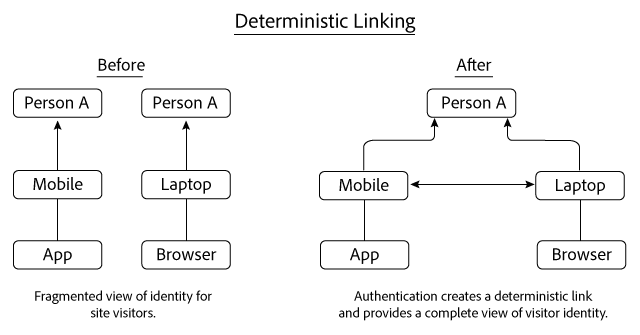 Deterministic Linking
Before
After
Person A
Person A
Person A
Mobile
Laptop
Mobile
Laptop
App
Browser
App
Browser
Fragmented view of identity for
site visitors.
Authentication creates a deterministic link
and provides a complete view of visitor identity.